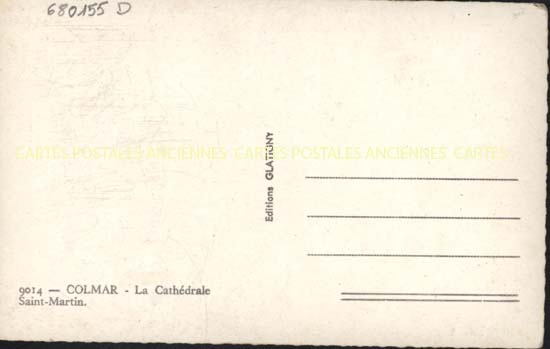 680155 D
CARTES POSTALES ANCIENNES CARTES POSTALES ANCIENNES CARTES
Editions GLATIGNY
9014 — COLMAR - La Cathédrale
Saint-Martin.